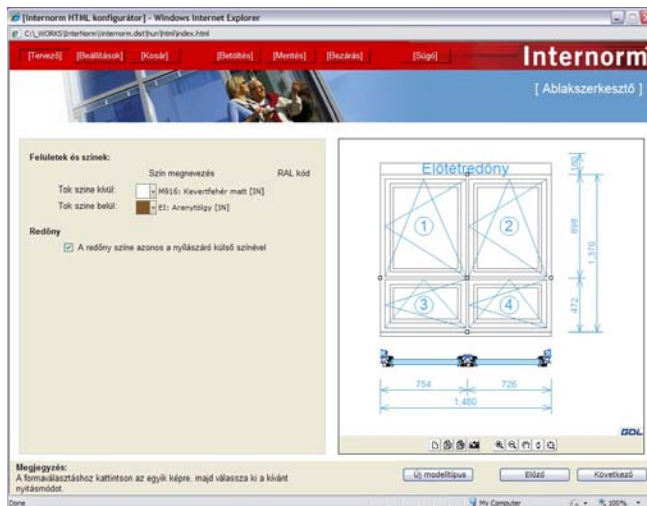 [Internorm HTML konfigurátor] - Windows Internet Explorer
C:\_WORKS\InterNorm\internorm.dist\run\html\index.html
[Tervező] [Beállítások] [Kosár] [Betöltés] [Mentés] [Bezárás] [Súgó]
Internorm
[ Ablakszerkesztő ]
Felületek és színek:
Szín megnevezés RAL kód
Tok színe kívül: M916: Kevertfehér matt [IN]
Tok színe belül: EI: Aranytölgy [IN]
Redőny
A redőny színe azonos a nyílászáró külső színével
Előtétredőny
1
2
3
4
180
898
1,370
472
754 726
1,480
GDL
Megjegyzés:
A formaválasztáshoz kattintson az egyik képre, majd válassza ki a kívánt
nyitásmódot.
Új modelltípus Előző Következő
Done My Computer 100%